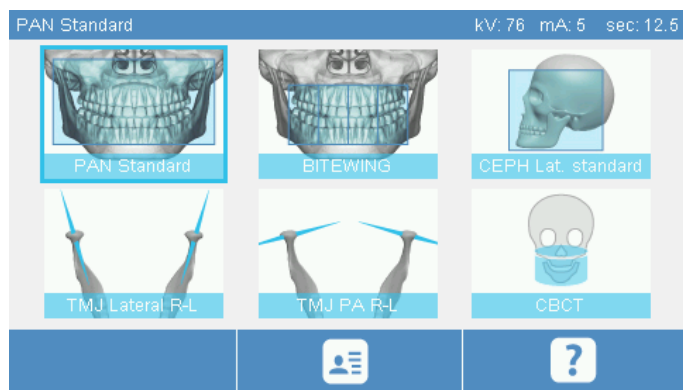 PAN Standard kV: 76 mA: 5 sec: 12.5
PAN Standard BITEWING CEPH Lat. standard
TMJ Lateral R-L TMJ PA R-L CBCT
?